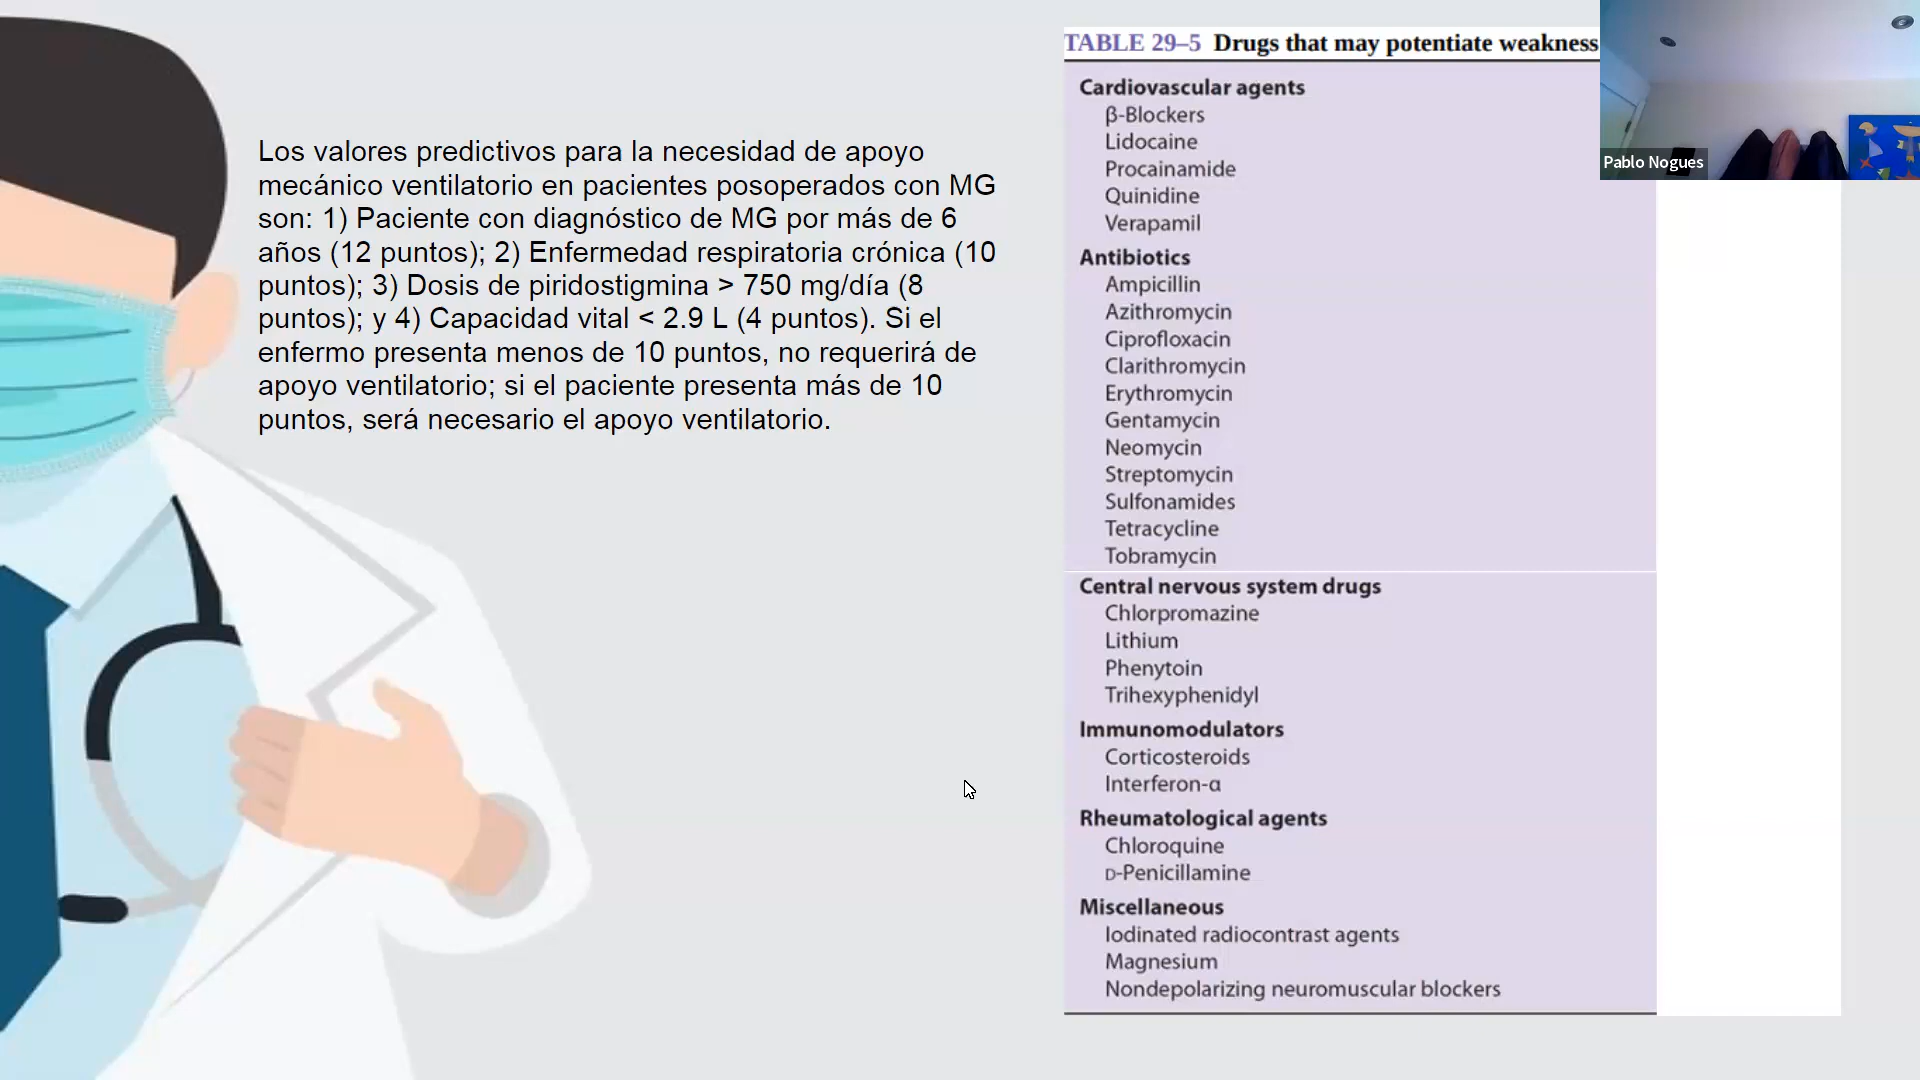 Los valores predictivos para la necesidad de apoyo
mecánico ventilatorio en pacientes posoperados con MG
son: 1) Paciente con diagnóstico de MG por más de 6
años (12 puntos); 2) Enfermedad respiratoria crónica (10
puntos); 3) Dosis de piridostigmina > 750 mg/día (8
puntos); y 4) Capacidad vital < 2.9 L (4 puntos). Si el
enfermo presenta menos de 10 puntos, no requerirá de
apoyo ventilatorio; si el paciente presenta más de 10
puntos, será necesario el apoyo ventilatorio.
TABLE 29–5 Drugs that may potentiate weakness
Cardiovascular agents
β-Blockers
Lidocaine
Procainamide
Quinidine
Verapamil
Antibiotics
Ampicillin
Azithromycin
Ciprofloxacin
Clarithromycin
Erythromycin
Gentamycin
Neomycin
Streptomycin
Sulfonamides
Tetracycline
Tobramycin
Central nervous system drugs
Chlorpromazine
Lithium
Phenytoin
Trihexyphenidyl
Immunomodulators
Corticosteroids
Interferon-α
Rheumatological agents
Chloroquine
D-Penicillamine
Miscellaneous
Iodinated radiocontrast agents
Magnesium
Nondepolarizing neuromuscular blockers
Pablo Nogues